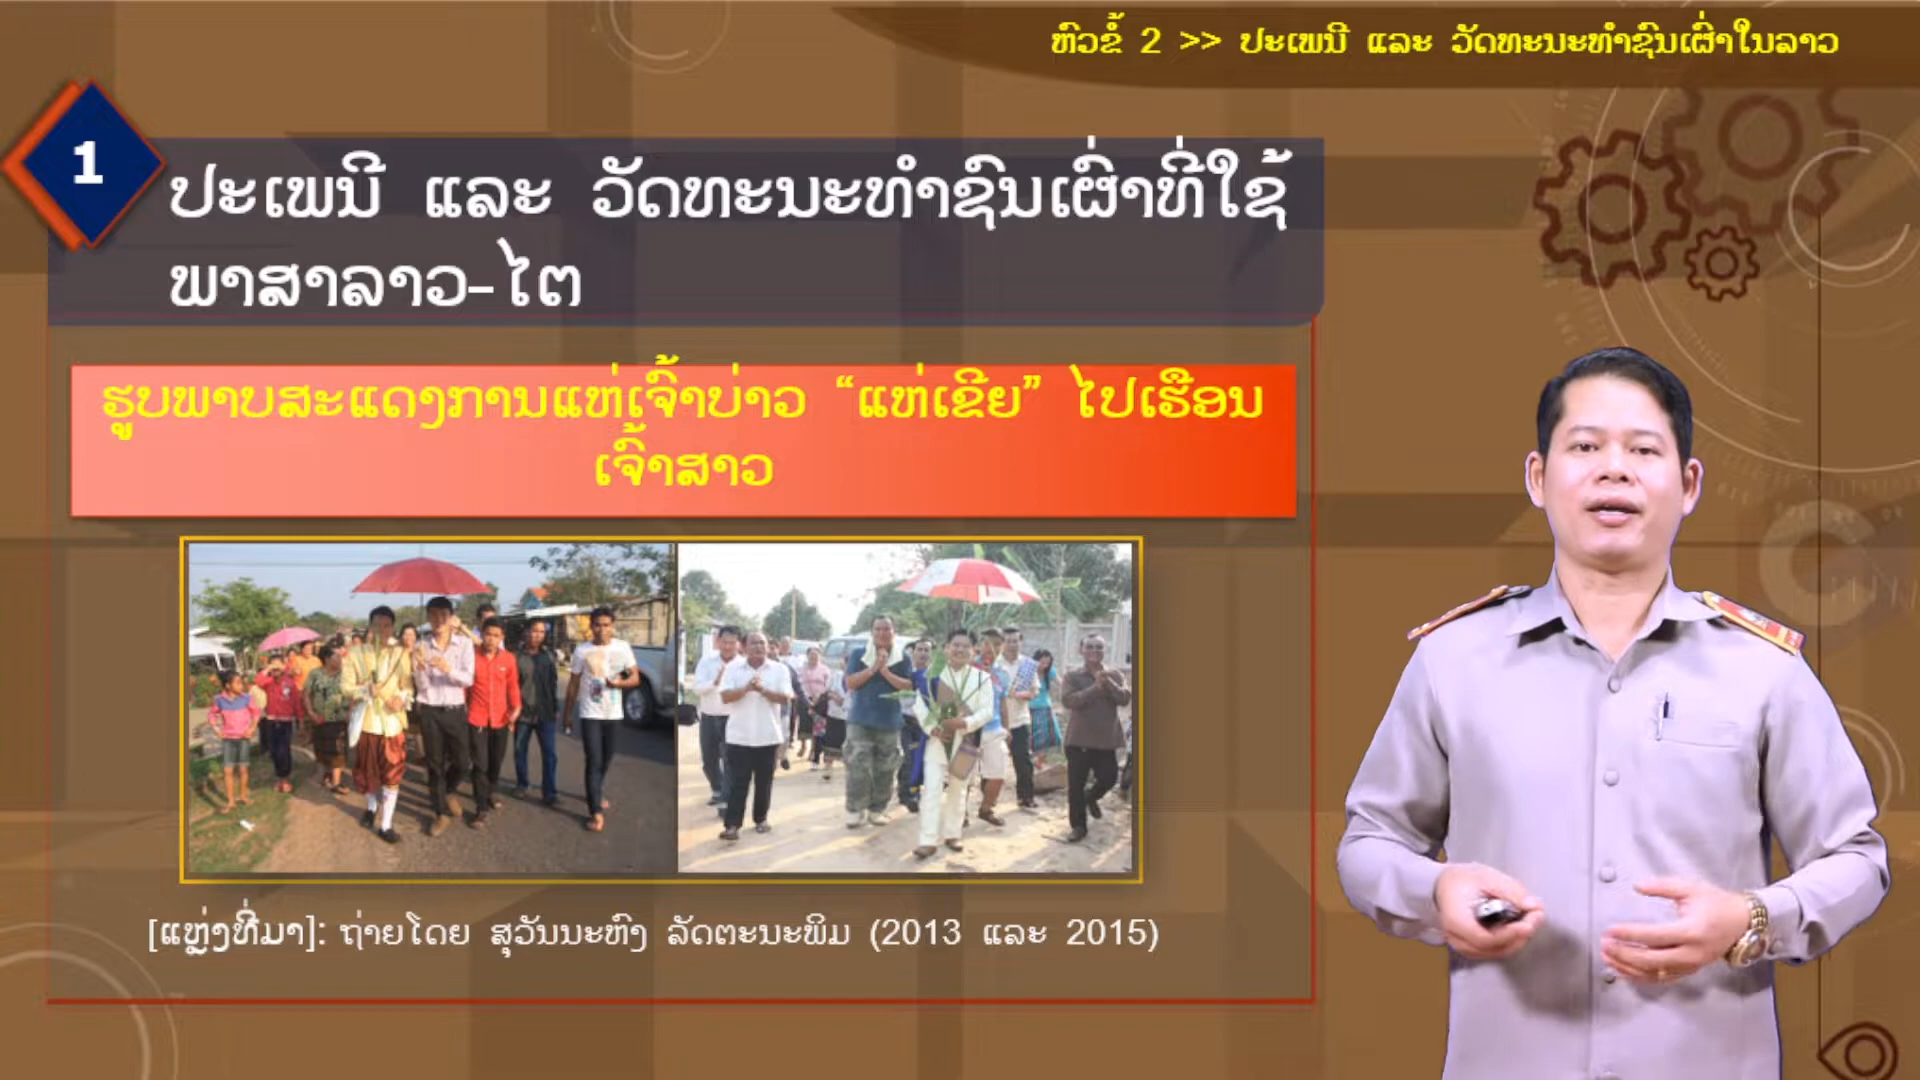 ຫົວຂໍ້ 2 >> ປະເພນີ ແລະ ວັດທະນະທຳຊົນເຜົ່າໃນລາວ
1
ປະເພນີ ແລະ ວັດທະນະທຳຊົນເຜົ່າທີ່ໃຊ້
ພາສາລາວ-ໄຕ
ຮູບພາບສະແດງການແຫ່ເຈົ້າບ່າວ “ແຫ່ເຂີຍ” ໄປເຮືອນ
ເຈົ້າສາວ
[ແຫຼ່ງທີ່ມາ]: ຖ່າຍໂດຍ ສຸວັນນະຫົງ ລັດຕະນະພິມ (2013 ແລະ 2015)